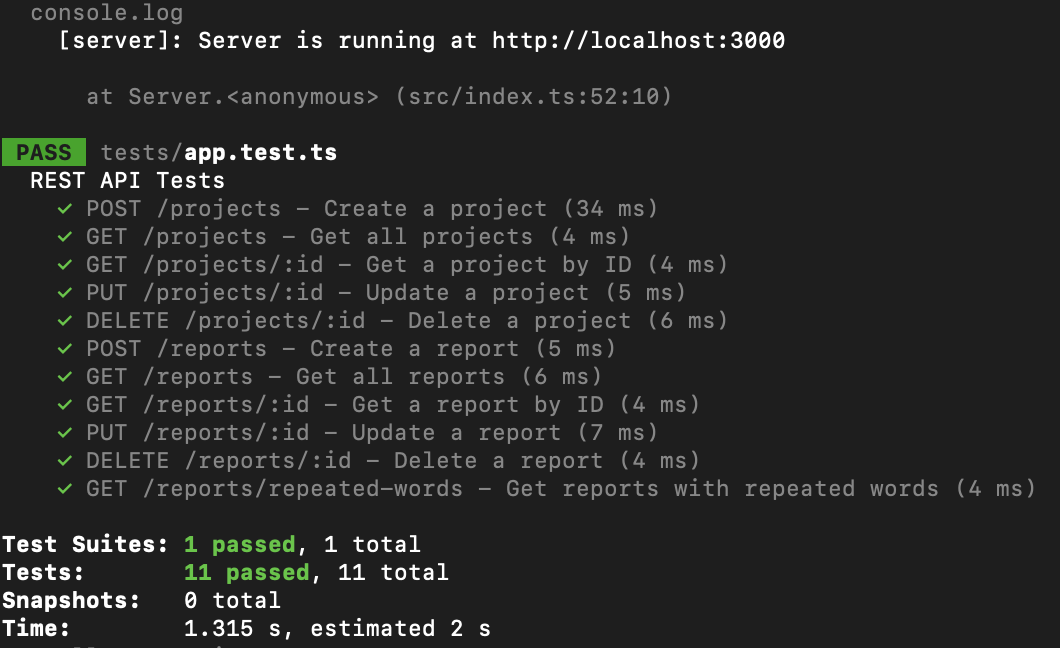 console.log
[server]: Server is running at http://localhost:3000
at Server.<anonymous> (src/index.ts:52:10)
PASS tests/app.test.ts
REST API Tests
✓ POST /projects – Create a project (34 ms)
✓ GET /projects – Get all projects (4 ms)
✓ GET /projects/:id – Get a project by ID (4 ms)
✓ PUT /projects/:id – Update a project (5 ms)
✓ DELETE /projects/:id – Delete a project (6 ms)
✓ POST /reports – Create a report (5 ms)
✓ GET /reports – Get all reports (6 ms)
✓ GET /reports/:id – Get a report by ID (4 ms)
✓ PUT /reports/:id – Update a report (7 ms)
✓ DELETE /reports/:id – Delete a report (4 ms)
✓ GET /reports/repeated-words – Get reports with repeated words (4 ms)
Test Suites: 1 passed, 1 total
Tests: 11 passed, 11 total
Snapshots: 0 total
Time: 1.315 s, estimated 2 s